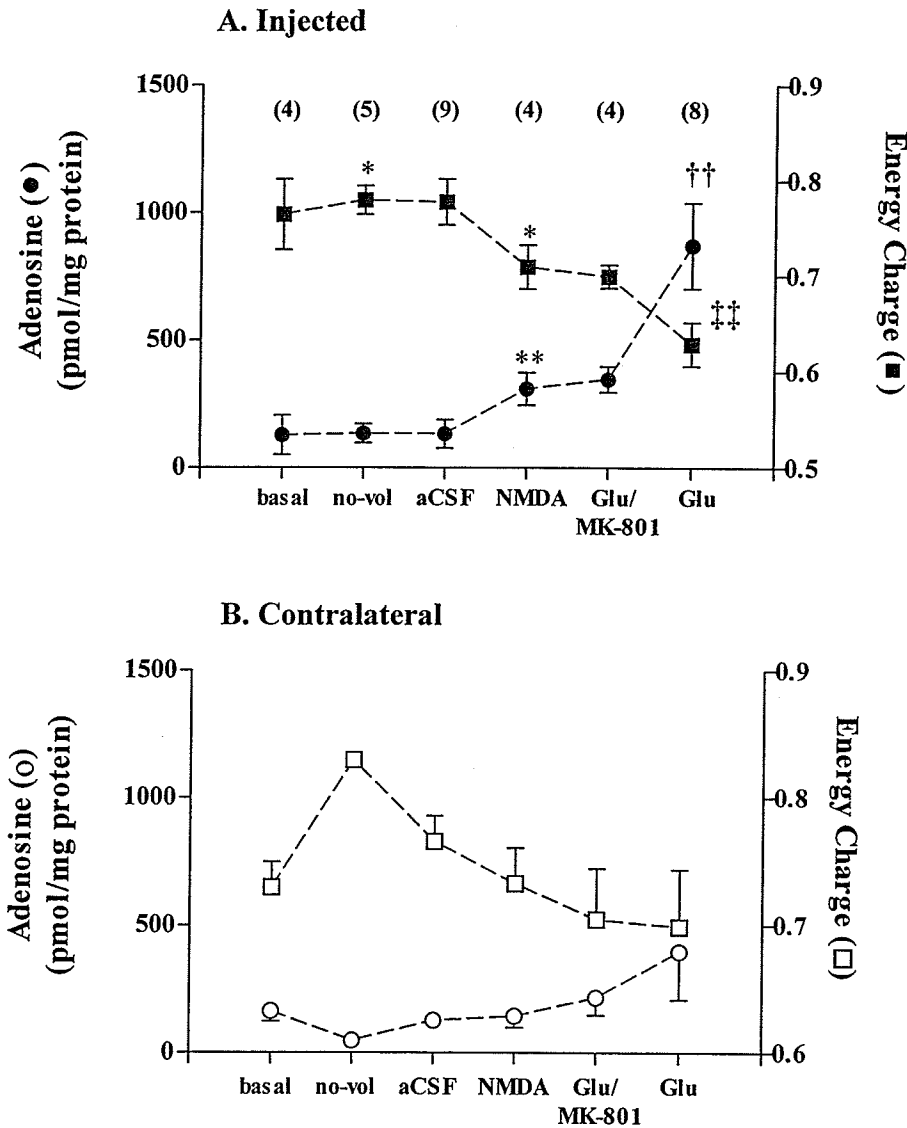 A. Injected
1500
1000
500
0
Adenosine (●)
(pmol/mg protein)
(4) (5) (9) (4) (4) (8)
*
*
**
††
‡‡
0.9
0.8
0.7
0.6
0.5
Energy Charge (■)
basal no-vol aCSF NMDA Glu/ Glu
MK-801
B. Contralateral
1500
1000
500
0
Adenosine (○)
(pmol/mg protein)
0.9
0.8
0.7
0.6
Energy Charge (□)
basal no-vol aCSF NMDA Glu/ Glu
MK-801